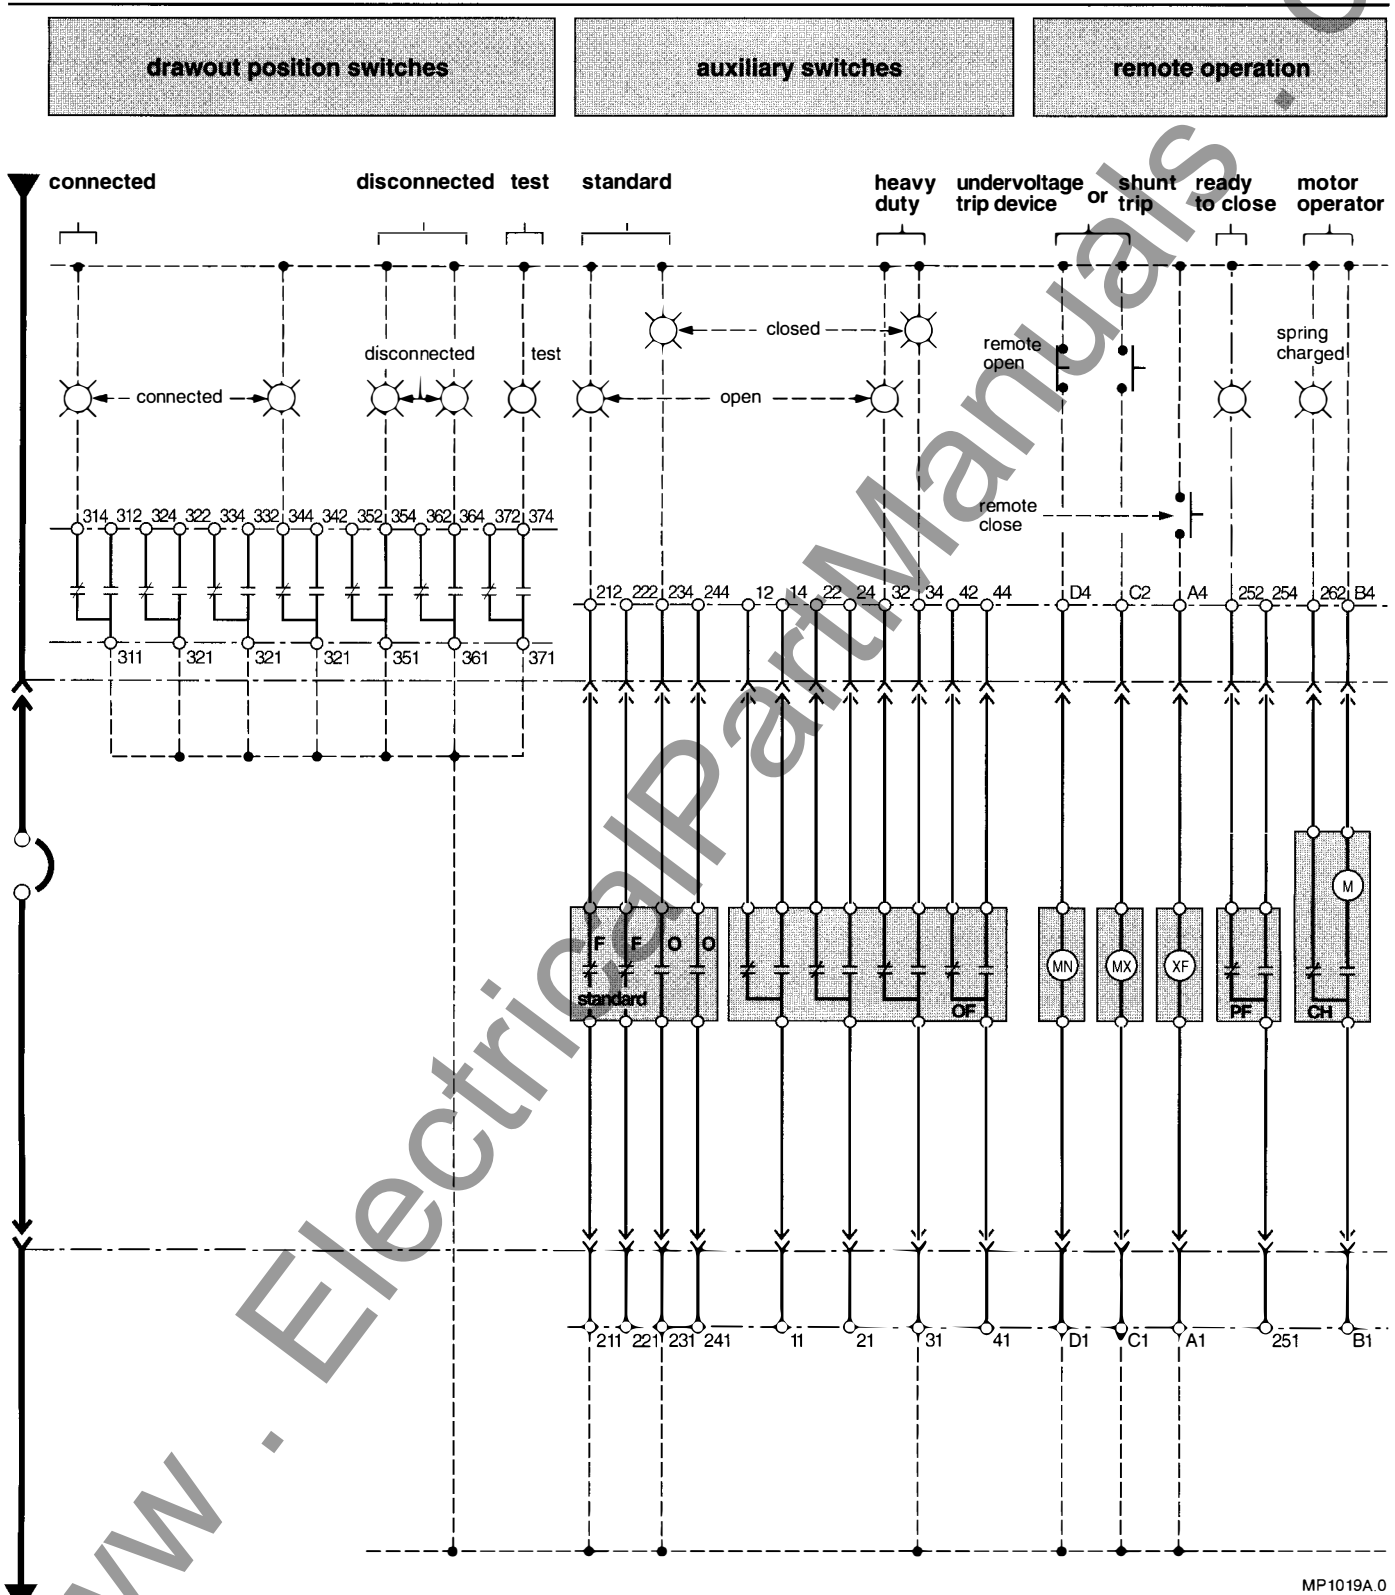 drawout position switches auxiliary switches remote operation
connected disconnected test standard heavy duty undervoltage trip device or shunt trip ready to close motor operator
closed
disconnected test remote open spring charged
connected open
remote close
314 312 324 322 334 332 344 342 352 354 362 364 372 374
212 222 234 244 12 14 22 24 32 34 42 44 D4 C2 A4 252 254 262 B4
311 321 321 321 351 361 371
M
F F O O
MN MX XF
standard
OF PF CH
211 221 231 241 11 21 31 41 D1 C1 A1 251 B1
MP1019A.0
www . ElectricalPartManuals . c